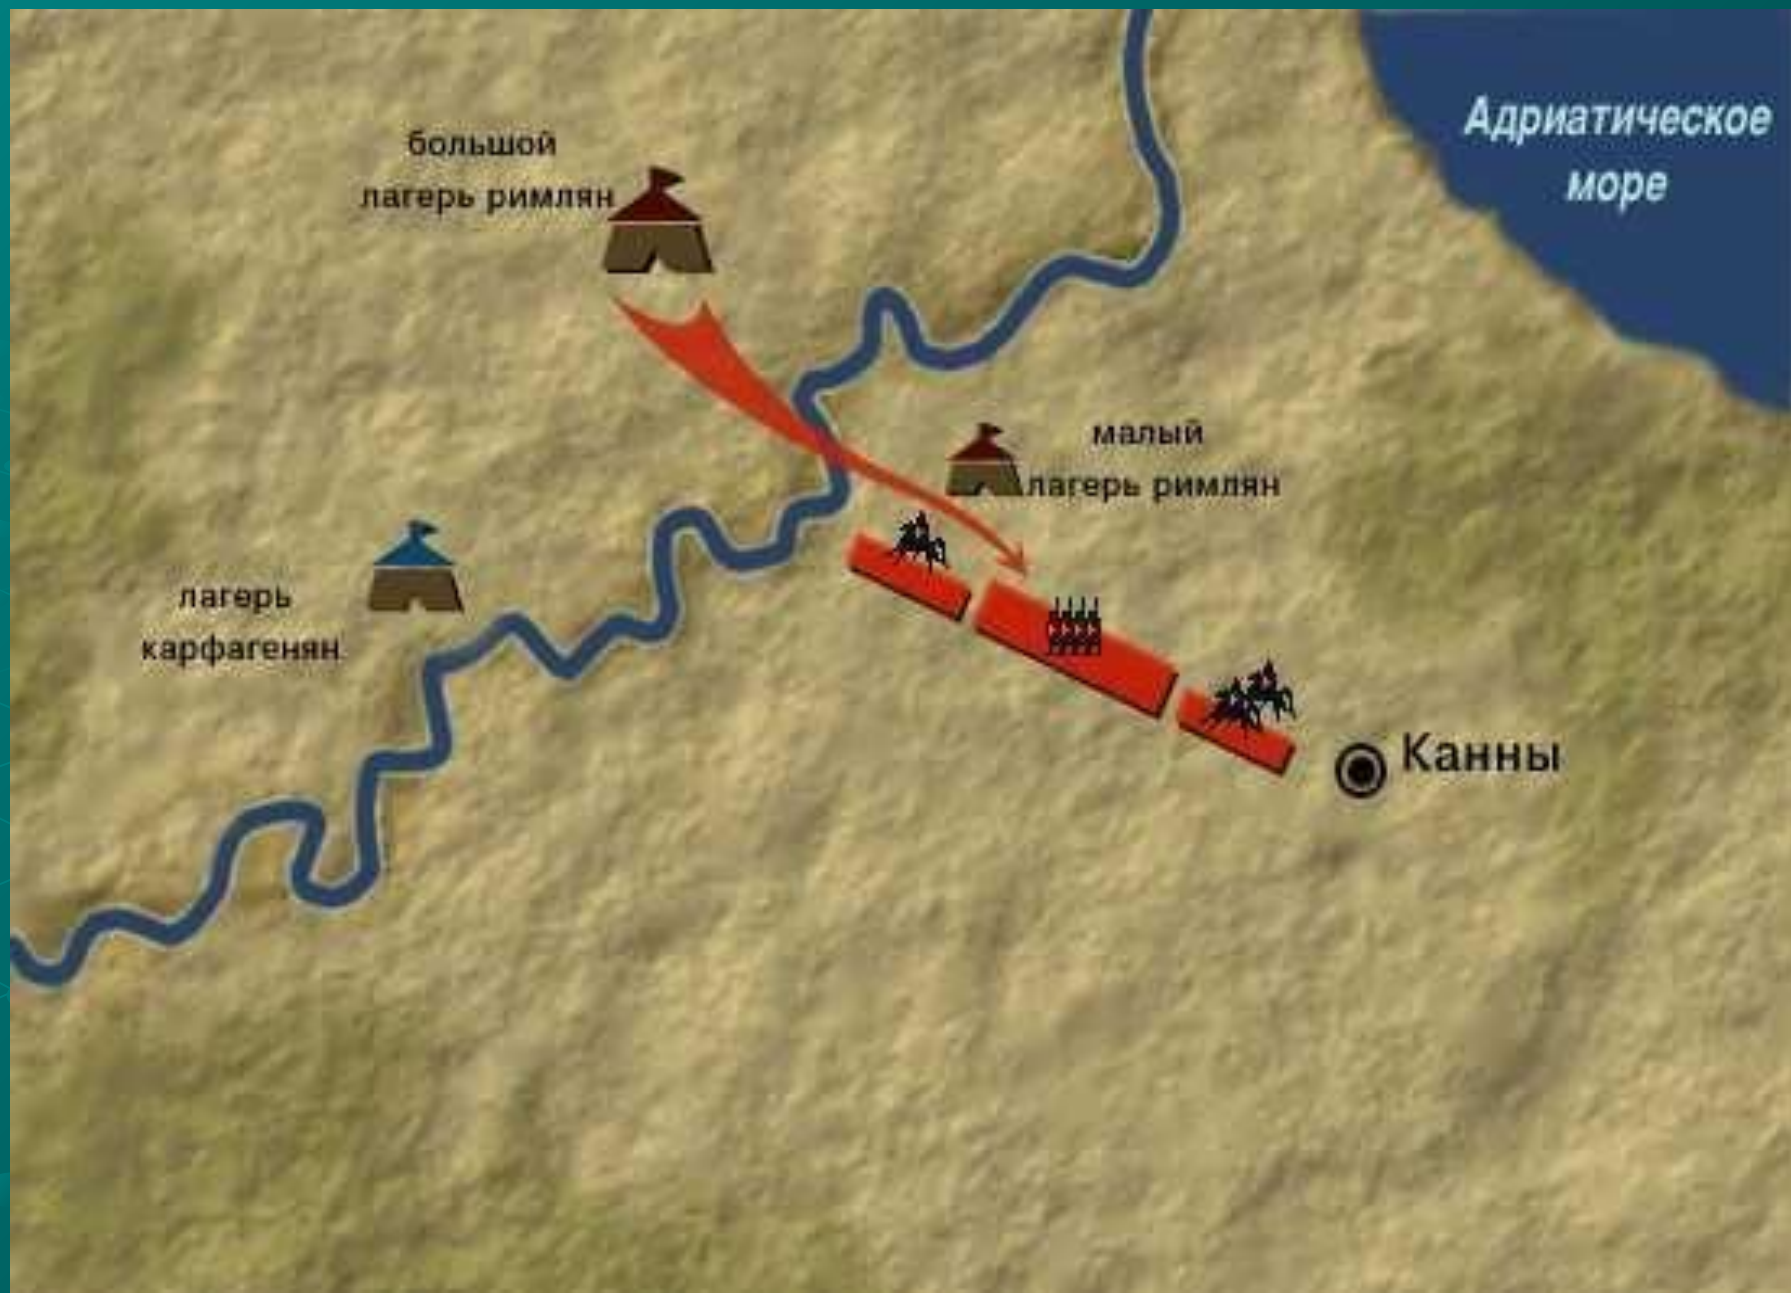 Адриатическое
море
большой
лагерь римлян
малый
лагерь римлян
лагерь
карфагенян
Канны